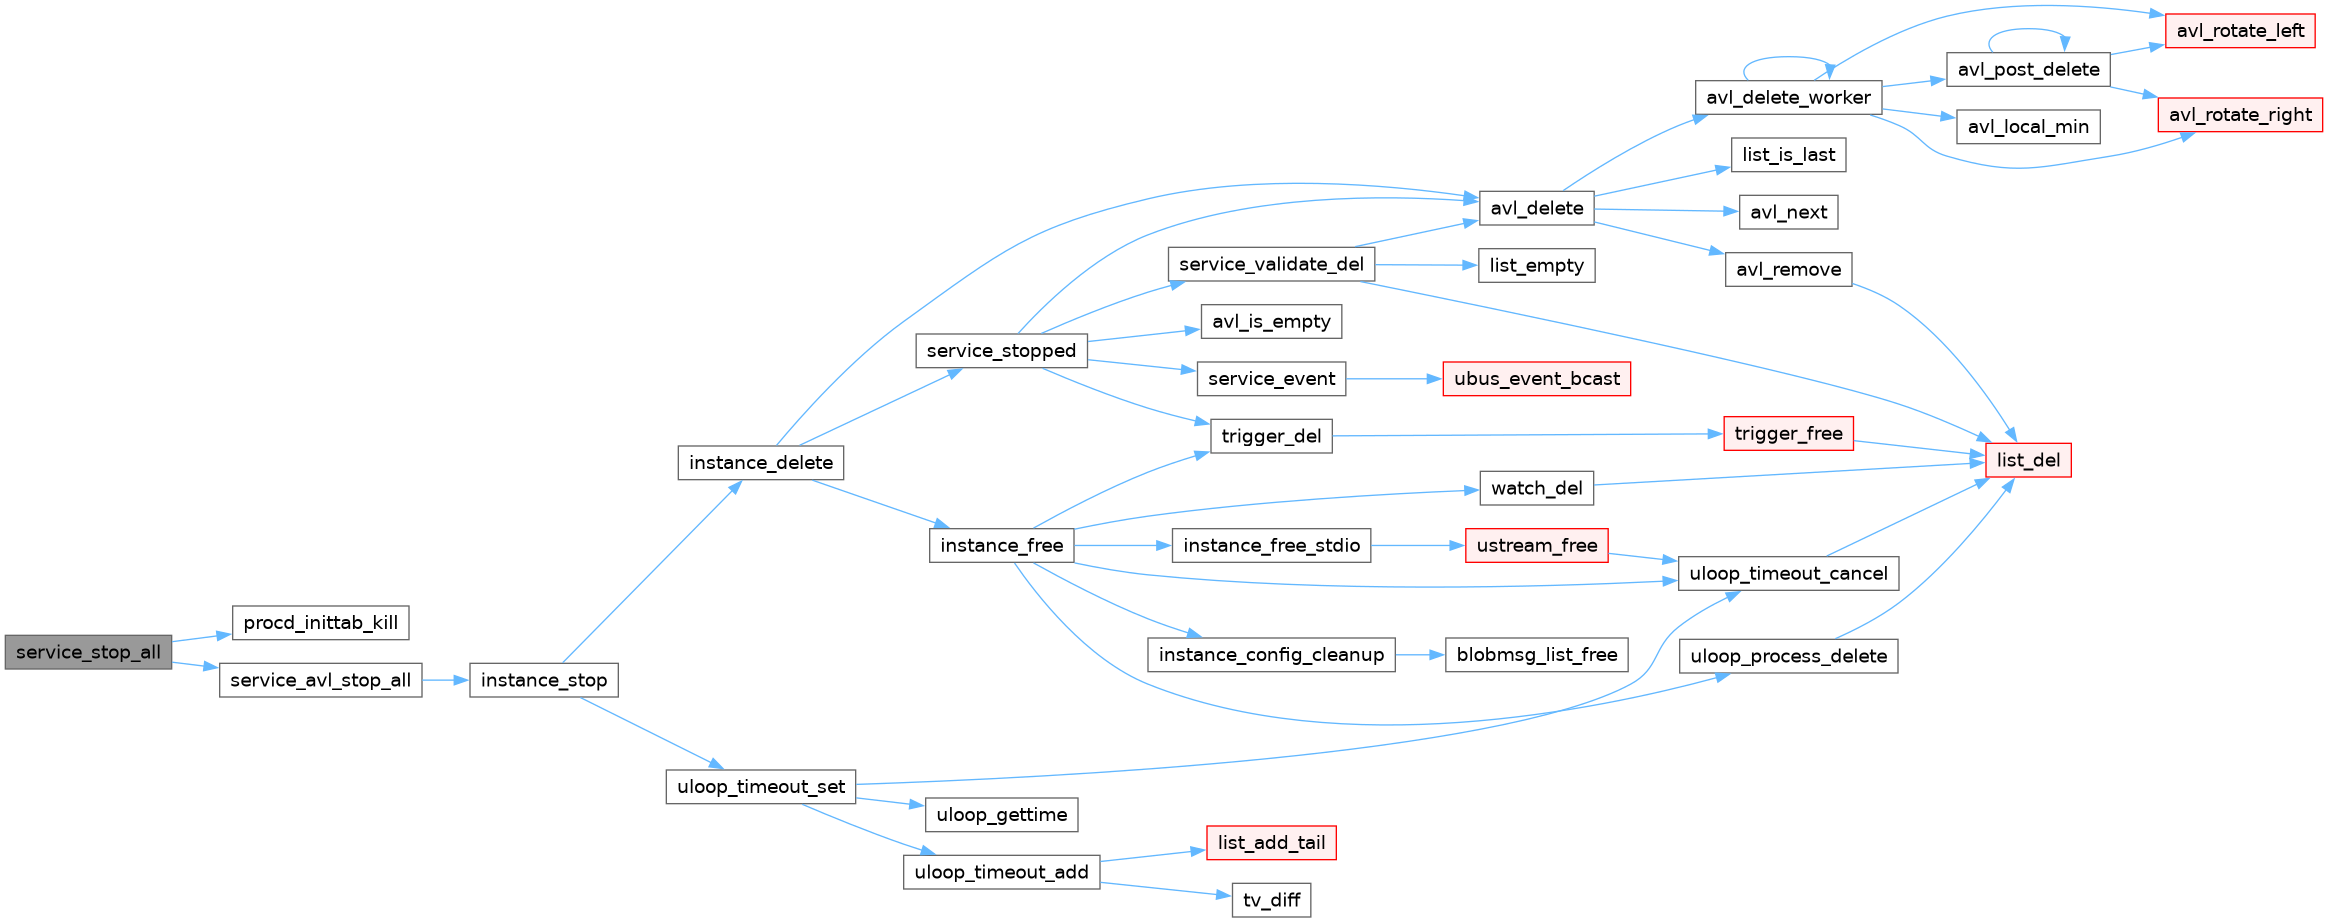 service_stop_all
procd_inittab_kill
service_avl_stop_all
instance_stop
instance_delete
uloop_timeout_set
service_stopped
instance_free
uloop_gettime
uloop_timeout_add
service_validate_del
avl_is_empty
service_event
trigger_del
instance_free_stdio
instance_config_cleanup
list_add_tail
tv_diff
avl_delete
list_empty
ubus_event_bcast
watch_del
ustream_free
blobmsg_list_free
avl_delete_worker
list_is_last
avl_next
avl_remove
trigger_free
uloop_timeout_cancel
uloop_process_delete
avl_post_delete
avl_local_min
list_del
avl_rotate_left
avl_rotate_right